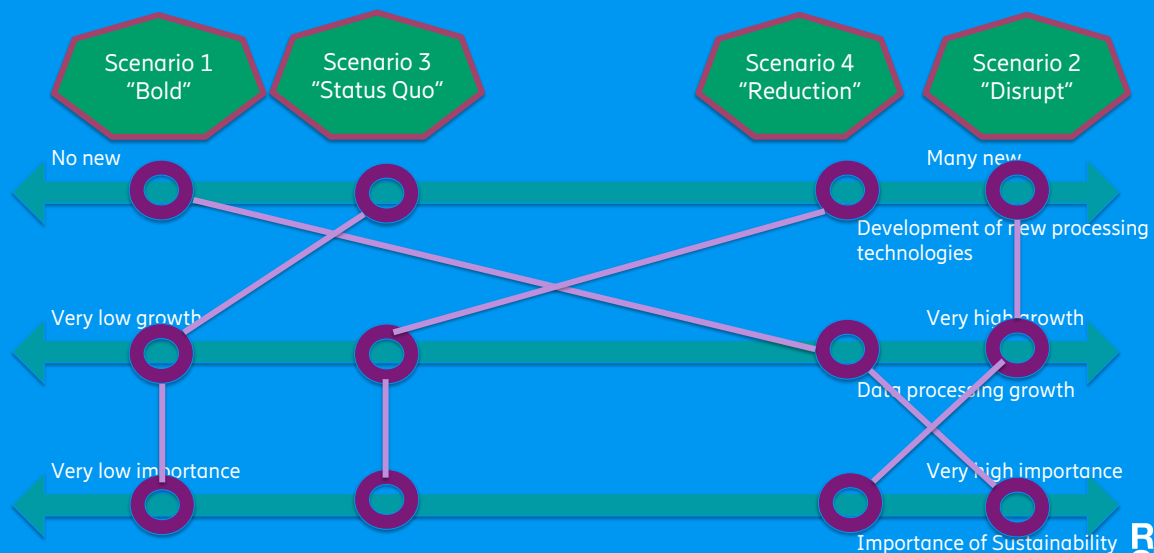 Scenario 1
“Bold“
Scenario 3
“Status Quo“
Scenario 4
“Reduction“
Scenario 2
“Disrupt“
No new
Many new
Development of new processing
technologies
Very low growth
Very high growth
Data processing growth
Very low importance
Very high importance
Importance of Sustainability